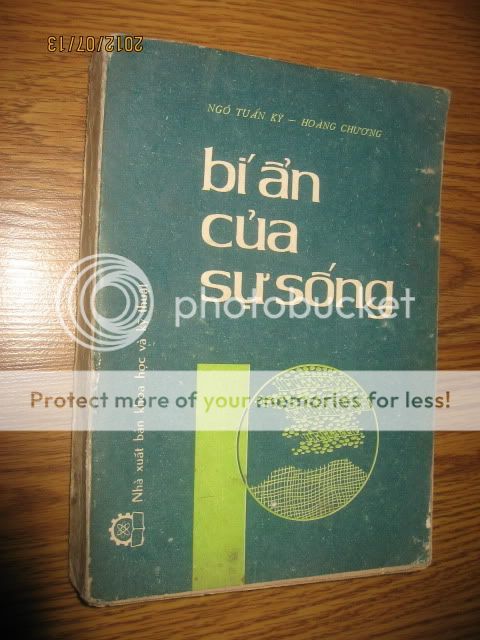 2012/07/13
NGÔ TUẤN KỲ – HOÀNG CHƯƠNG
bí ẩn
của
sự sống
photobucket
Protect more of your memories for less!
Nhà xuất bản khoa học và kỹ thuật